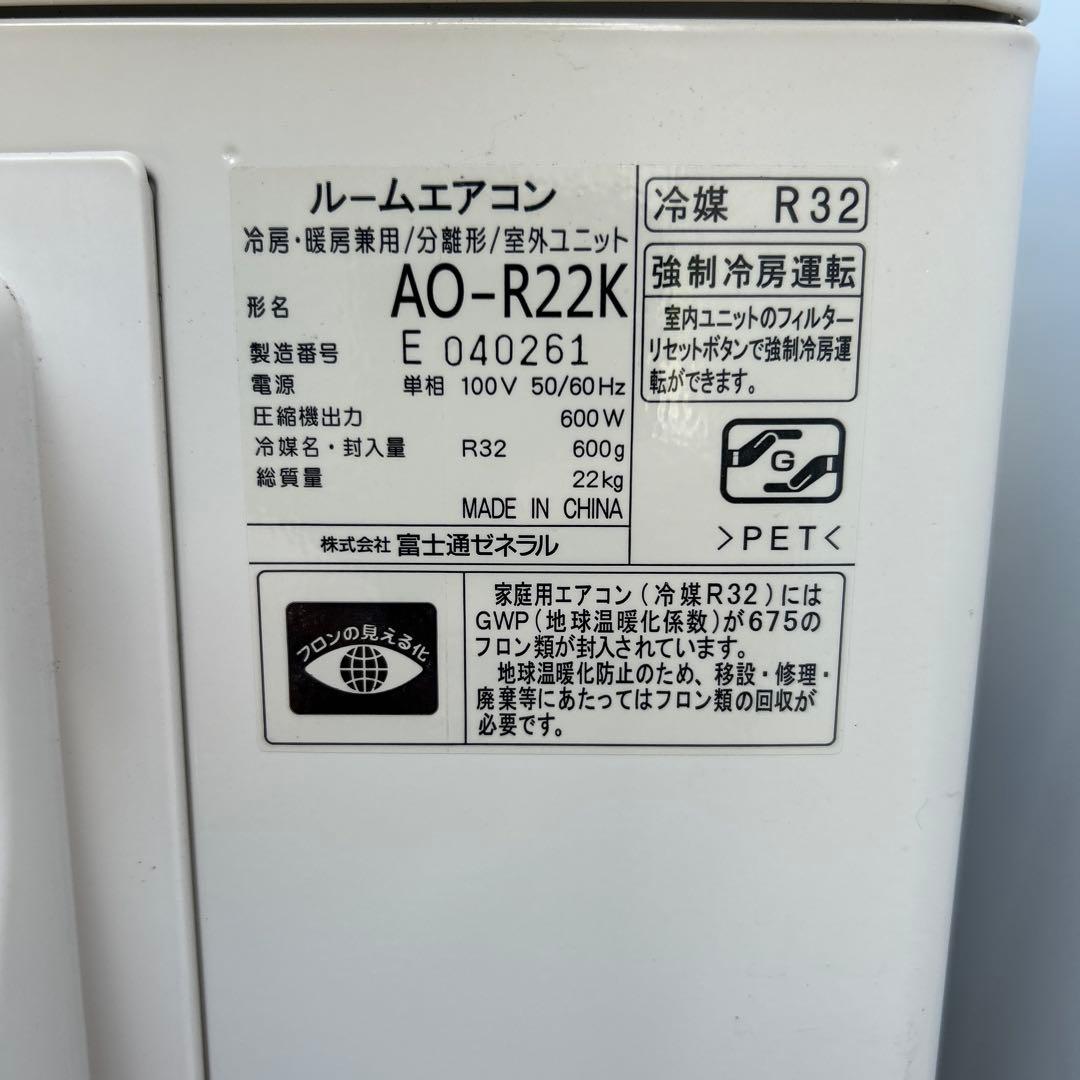 ルームエアコン
冷房・暖房兼用/分離形/室外ユニット
形名 AO-R22K
製造番号 E 040261
電源 単相 100V 50/60Hz
圧縮機出力 600W
冷媒名・封入量 R32 600g
総質量 22kg
MADE IN CHINA
株式会社 富士通ゼネラル
冷媒 R32
強制冷房運転
室内ユニットのフィルター
リセットボタンで強制冷房運
転ができます。
G
>PET<
フロンの見える化
家庭用エアコン(冷媒R32)には
GWP(地球温暖化係数)が675の
フロン類が封入されています。
地球温暖化防止のため、移設・修理・
廃棄等にあたってはフロン類の回収が
必要です。